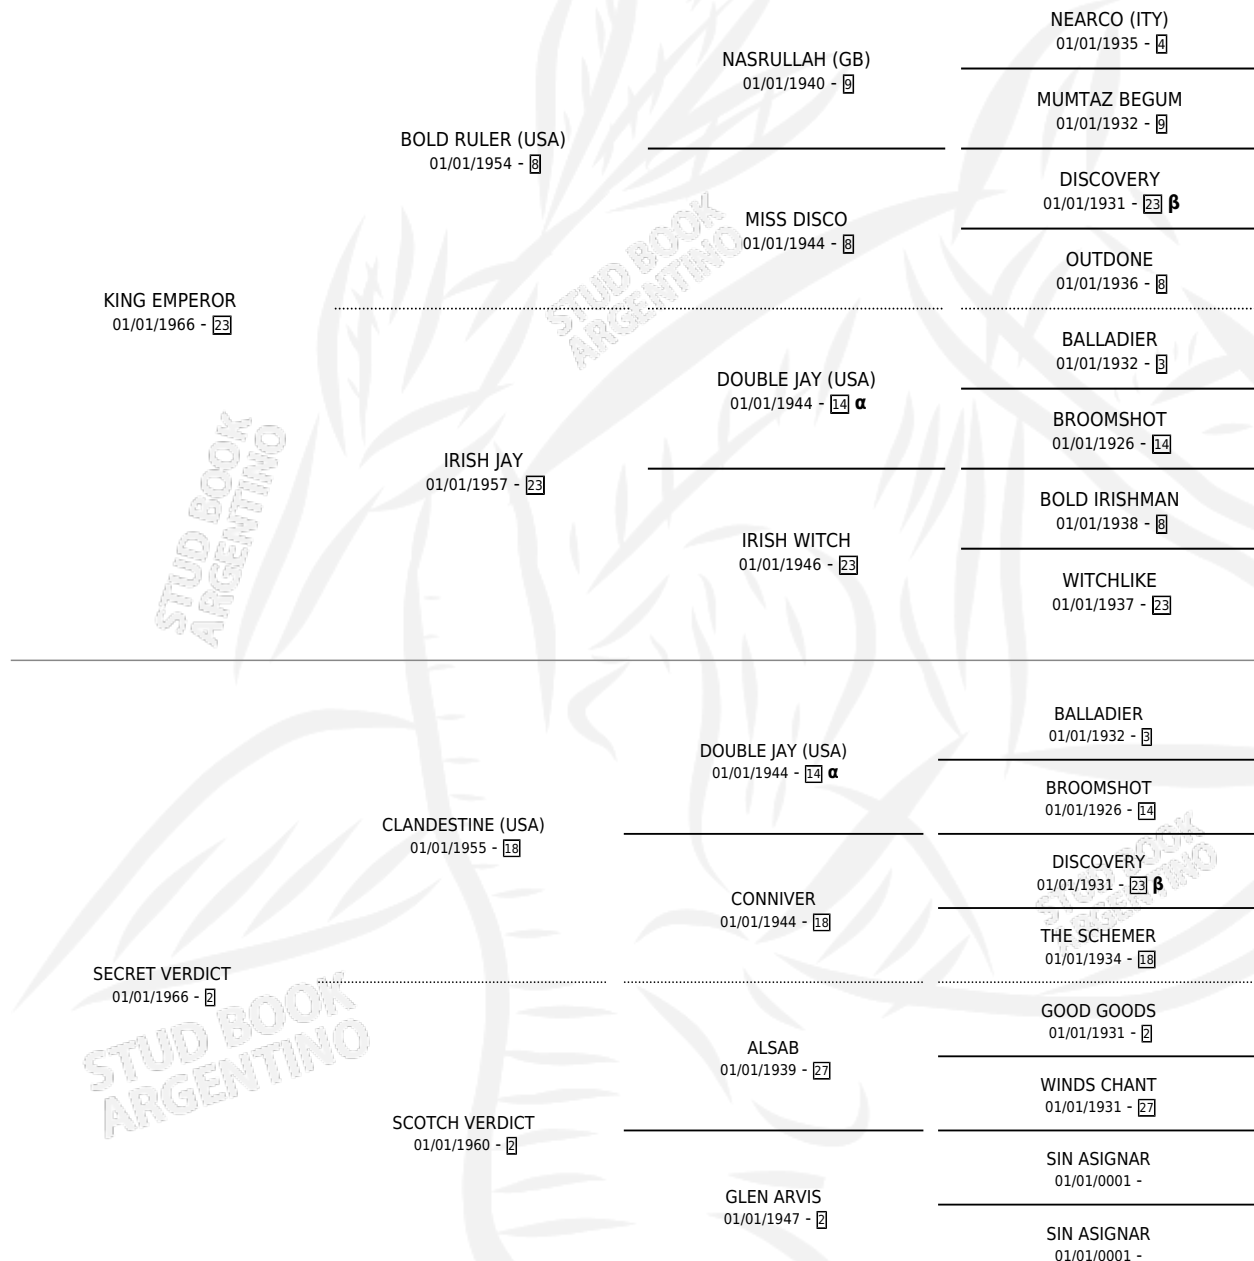 NEARCO (ITY)
01/01/1935 - 4
NASRULLAH (GB)
01/01/1940 - 9
MUMTAZ BEGUM
01/01/1932 - 9
BOLD RULER (USA)
01/01/1954 - 8
DISCOVERY
01/01/1931 - 23 β
MISS DISCO
01/01/1944 - 8
OUTDONE
01/01/1936 - 8
KING EMPEROR
01/01/1966 - 23
BALLADIER
01/01/1932 - 3
DOUBLE JAY (USA)
01/01/1944 - 14 α
BROOMSHOT
01/01/1926 - 14
IRISH JAY
01/01/1957 - 23
BOLD IRISHMAN
01/01/1938 - 8
IRISH WITCH
01/01/1946 - 23
WITCHLIKE
01/01/1937 - 23
BALLADIER
01/01/1932 - 3
DOUBLE JAY (USA)
01/01/1944 - 14 α
BROOMSHOT
01/01/1926 - 14
CLANDESTINE (USA)
01/01/1955 - 18
DISCOVERY
01/01/1931 - 23 β
CONNIVER
01/01/1944 - 18
THE SCHEMER
01/01/1934 - 18
SECRET VERDICT
01/01/1966 - 2
GOOD GOODS
01/01/1931 - 2
ALSAB
01/01/1939 - 27
WINDS CHANT
01/01/1931 - 27
SCOTCH VERDICT
01/01/1960 - 2
SIN ASIGNAR
01/01/0001 -
GLEN ARVIS
01/01/1947 - 2
SIN ASIGNAR
01/01/0001 -
STUD BOOK
ARGENTINO
STUD BOOK
ARGENTINO
STUD BOOK
ARGENTINO
STUD BOOK
ARGENTINO